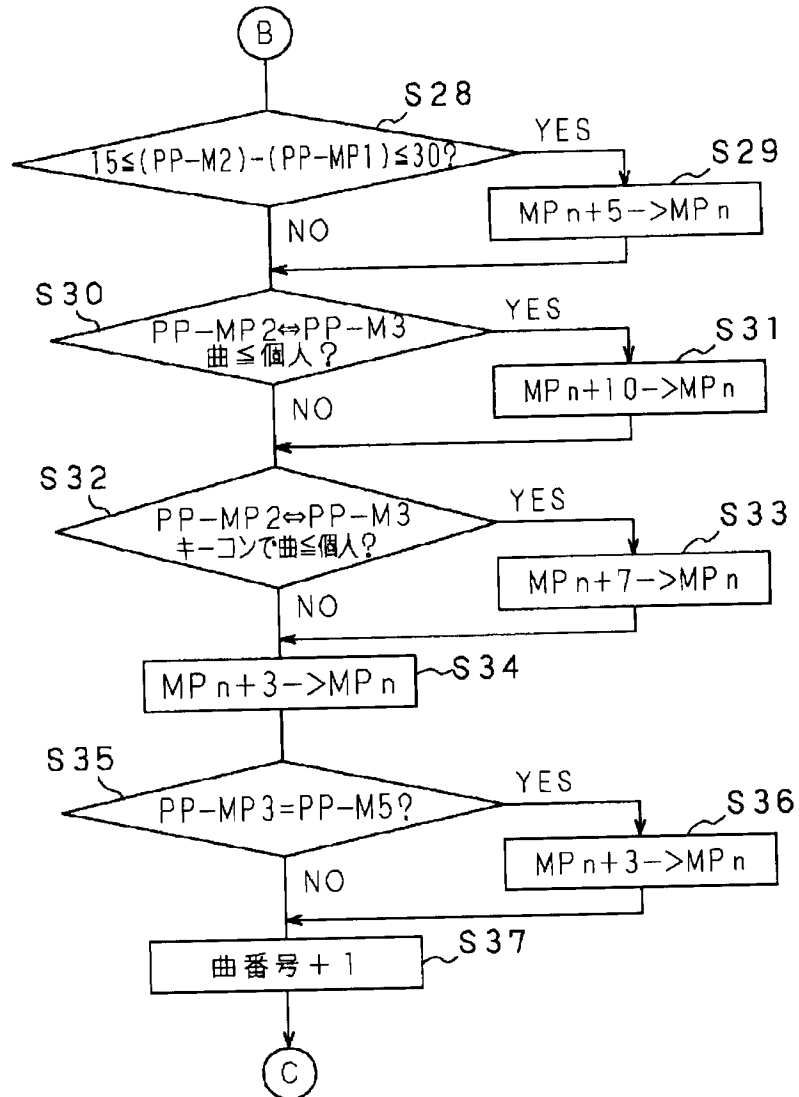 B
S28
15≦(PP-M2)-(PP-MP1)≦30?
YES
S29
MPn+5->MPn
NO
S30
PP-MP2⇔PP-M3
曲≦個人?
YES
S31
MPn+10->MPn
NO
S32
PP-MP2⇔PP-M3
キーコンで曲≦個人?
YES
S33
MPn+7->MPn
NO
S34
MPn+3->MPn
S35
PP-MP3=PP-M5?
YES
S36
MPn+3->MPn
NO
S37
曲番号+1
C